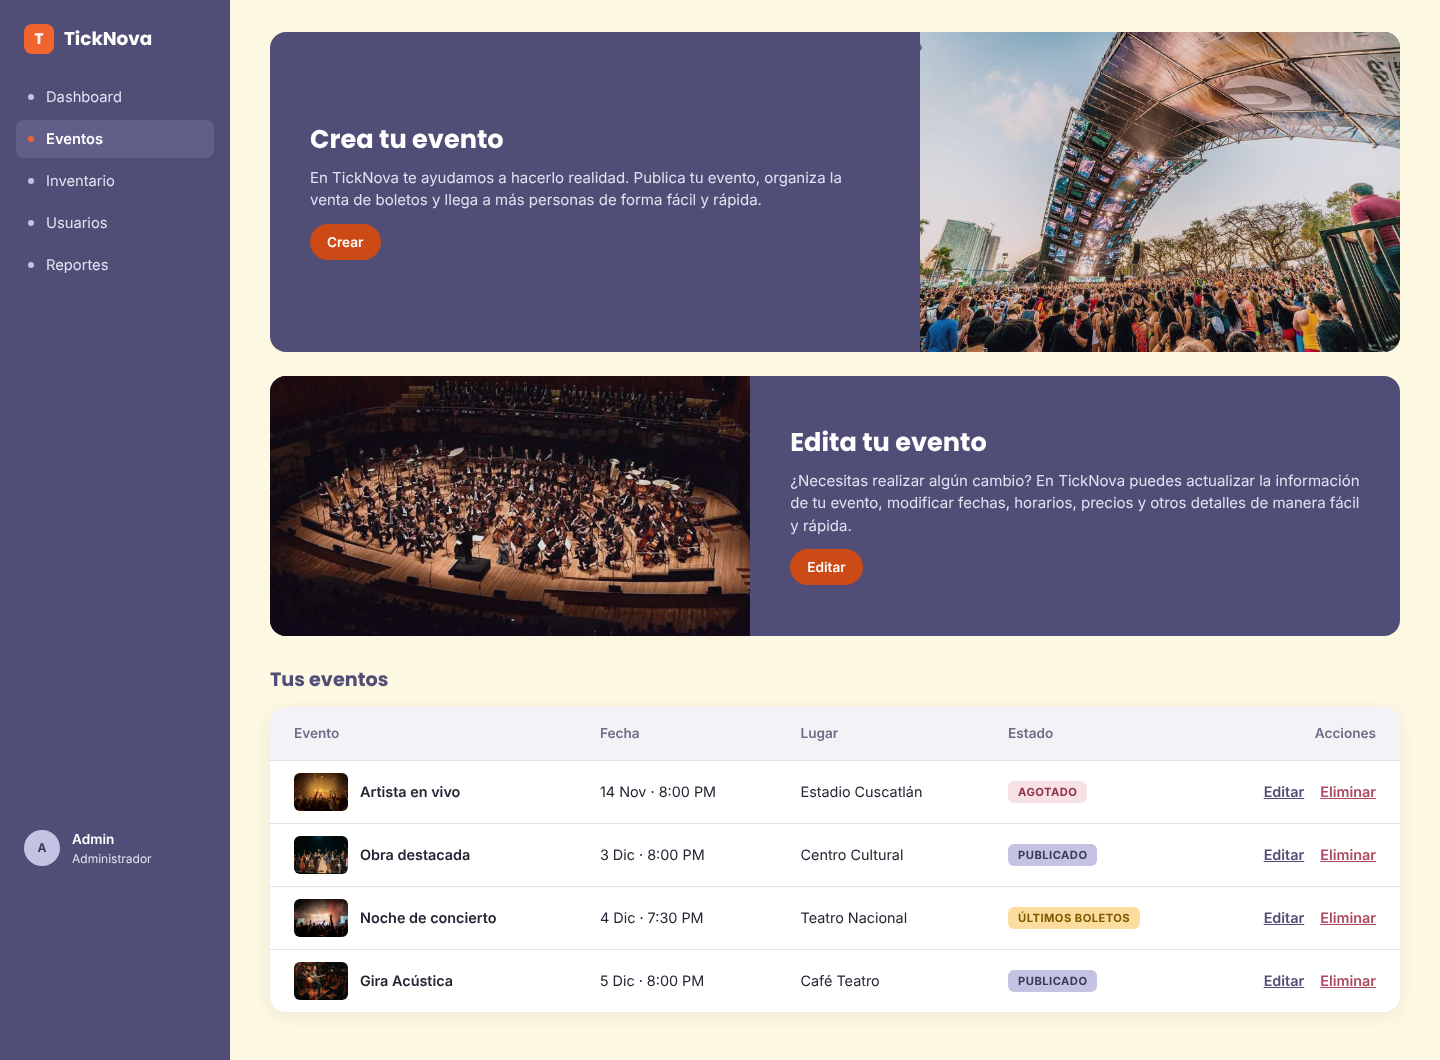 T TickNova
Dashboard
Eventos
Inventario
Usuarios
Reportes
Admin
A
Administrador
Crea tu evento
En TickNova te ayudamos a hacerlo realidad. Publica tu evento, organiza la
venta de boletos y llega a más personas de forma fácil y rápida.
Crear
Edita tu evento
¿Necesitas realizar algún cambio? En TickNova puedes actualizar la información
de tu evento, modificar fechas, horarios, precios y otros detalles de manera fácil
y rápida.
Editar
Tus eventos
Evento Fecha Lugar Estado Acciones
Artista en vivo 14 Nov · 8:00 PM Estadio Cuscatlán AGOTADO Editar Eliminar
Obra destacada 3 Dic · 8:00 PM Centro Cultural PUBLICADO Editar Eliminar
Noche de concierto 4 Dic · 7:30 PM Teatro Nacional ÚLTIMOS BOLETOS Editar Eliminar
Gira Acústica 5 Dic · 8:00 PM Café Teatro PUBLICADO Editar Eliminar